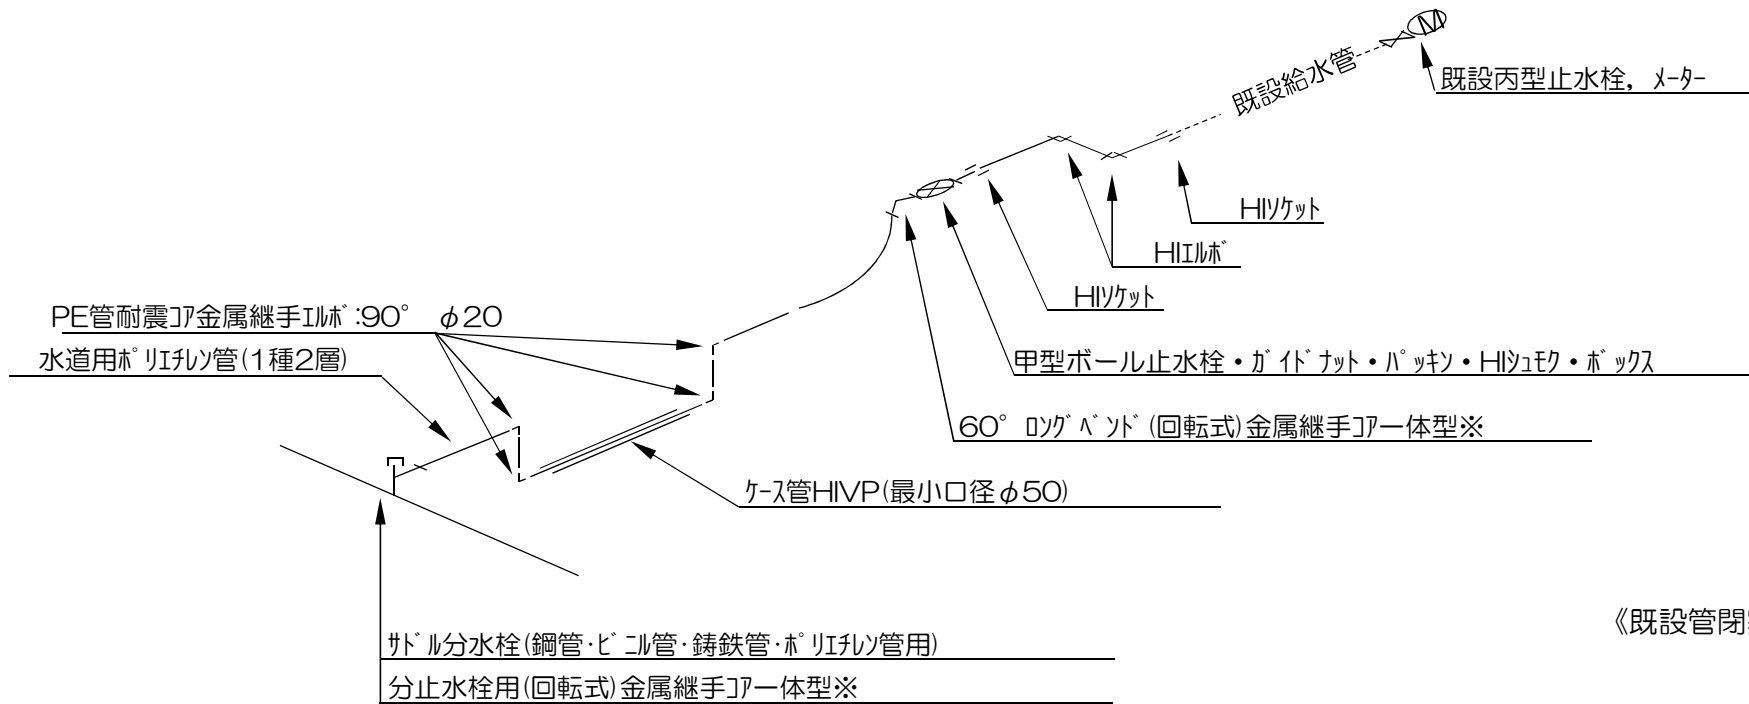 既設給水管
既設丙型止水栓，ﾒｰﾀｰ
HIｿｹｯﾄ
HIｴﾙﾎﾞ
HIｿｹｯﾄ
PE管耐震ｺｱ金属継手ｴﾙﾎﾞ:90°　φ20
水道用ﾎﾟﾘｴﾁﾚﾝ管(1種2層)
甲型ボール止水栓・ｶﾞｲﾄﾞﾅｯﾄ・ﾊﾟｯｷﾝ・HIｼｭﾓｸ・ﾎﾞｯｸｽ
60°ﾛﾝｸﾞﾍﾞﾝﾄﾞ(回転式)金属継手ｺｱ一体型※
ｹｰｽ管HIVP(最小口径φ50)
《既設管閉
ｻﾄﾞﾙ分水栓(鋼管･ﾋﾞﾆﾙ管･鋳鉄管･ﾎﾟﾘｴﾁﾚﾝ管用)
分止水栓用(回転式)金属継手ｺｱ一体型※
M